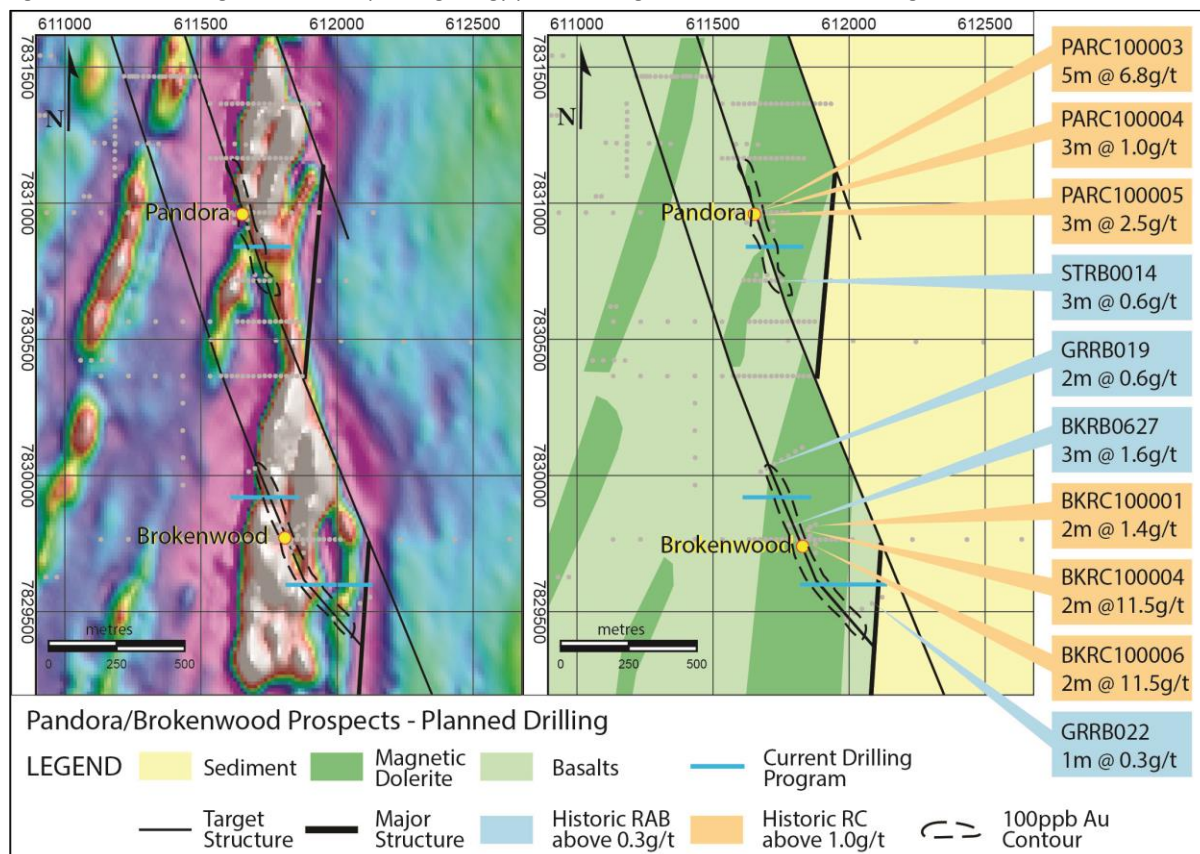 611000 611500 612000 612500
611000 611500 612000 612500
7831500
7831000
7830500
7830000
7829500
N
Pandora
Brokenwood
metres
0 250 500
7831500
7831000
7830500
7830000
7829500
N
Pandora
Brokenwood
metres
0 250 500
PARC100003
5m @ 6.8g/t
PARC100004
3m @ 1.0g/t
PARC100005
3m @ 2.5g/t
STRB0014
3m @ 0.6g/t
GRRB019
2m @ 0.6g/t
BKRB0627
3m @ 1.6g/t
BKRC100001
2m @ 1.4g/t
BKRC100004
2m @11.5g/t
BKRC100006
2m @ 11.5g/t
GRRB022
1m @ 0.3g/t
Pandora/Brokenwood Prospects - Planned Drilling
LEGEND
Sediment
Magnetic
Dolerite
Basalts
Current Drilling
Program
Target
Structure
Major
Structure
Historic RAB
above 0.3g/t
Historic RC
above 1.0g/t
100ppb Au
Contour